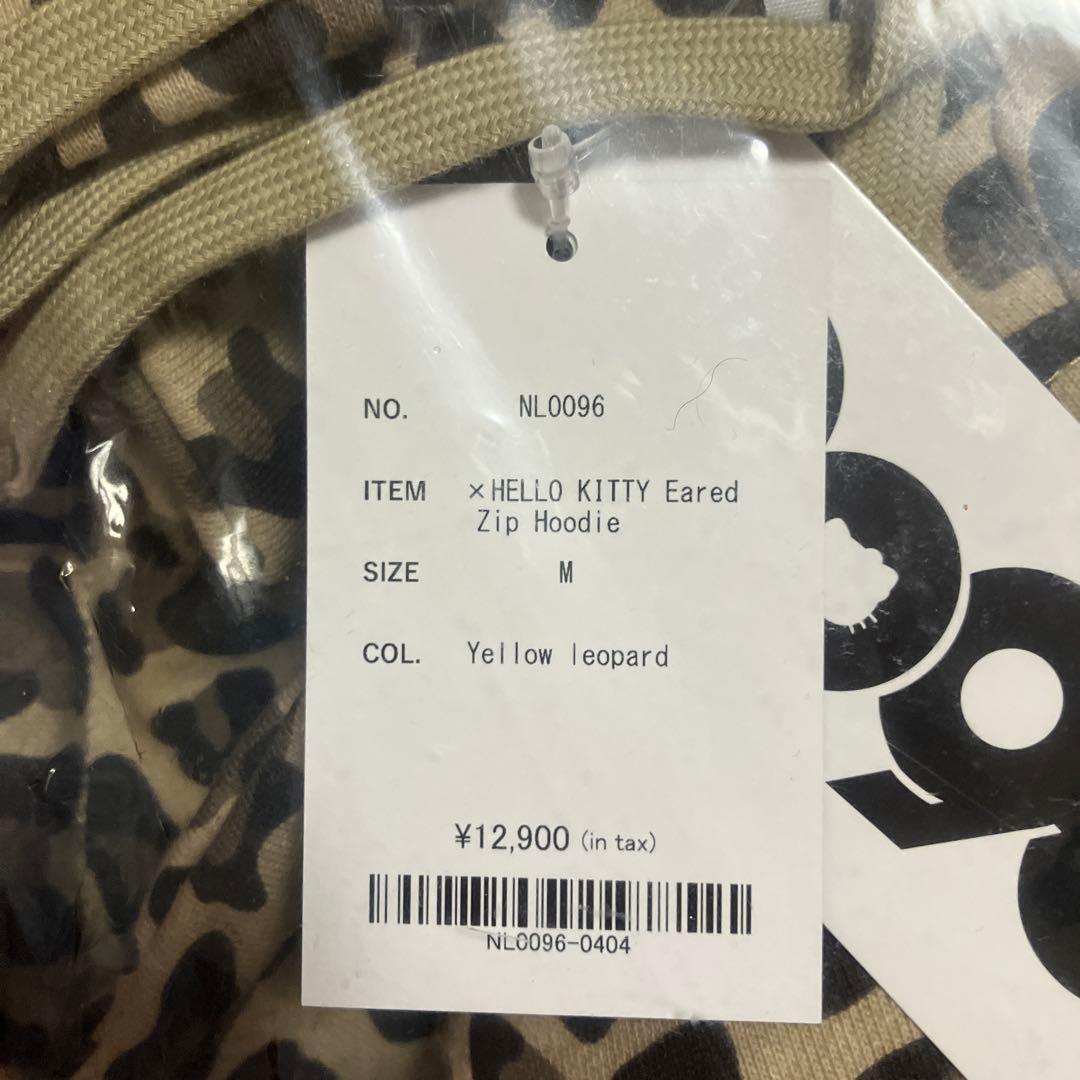 NO. NL0096
ITEM ×HELLO KITTY Eared
Zip Hoodie
SIZE M
COL. Yellow leopard
¥12,900 (in tax)
NL0096-0404